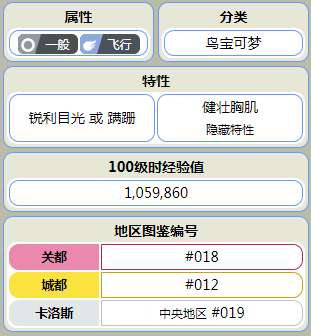 属性 分类
一般 飞行 鸟宝可梦
特性
锐利目光 或 蹒跚 健壮胸肌
隐藏特性
100级时经验值
1,059,860
地区图鉴编号
关都 #018
城都 #012
卡洛斯 中央地区 #019